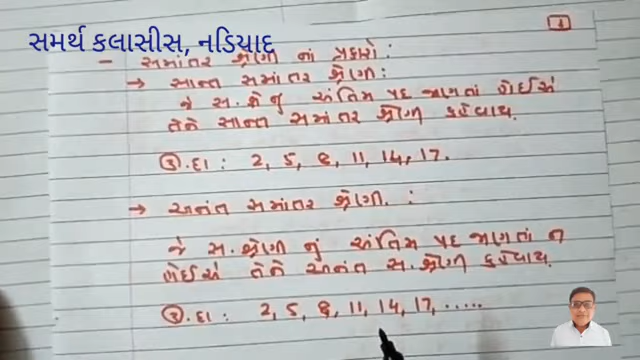 સમર્થ કલાસીસ, નડિયાદ
1
- સમાંતર શ્રેણી નાં પ્રકારો :
→ સાન્ત સમાંતર શ્રેણી :
જે સ.શ્રેનું અંતિમ પદ જાણતાં હોઈએ
તેને સાન્ત સમાંતર શ્રેણી કહેવાય.
ઉ.દા : 2, 5, 8, 11, 14, 17.
→ અનંત સમાંતર શ્રેણી. :
જે સ.શ્રેણી નું અંતિમ પદ જાણતાં ન
હોઈએ તેને અનંત સ.શ્રેણી કહેવાય.
ઉ.દા : 2, 5, 8, 11, 14, 17, .....